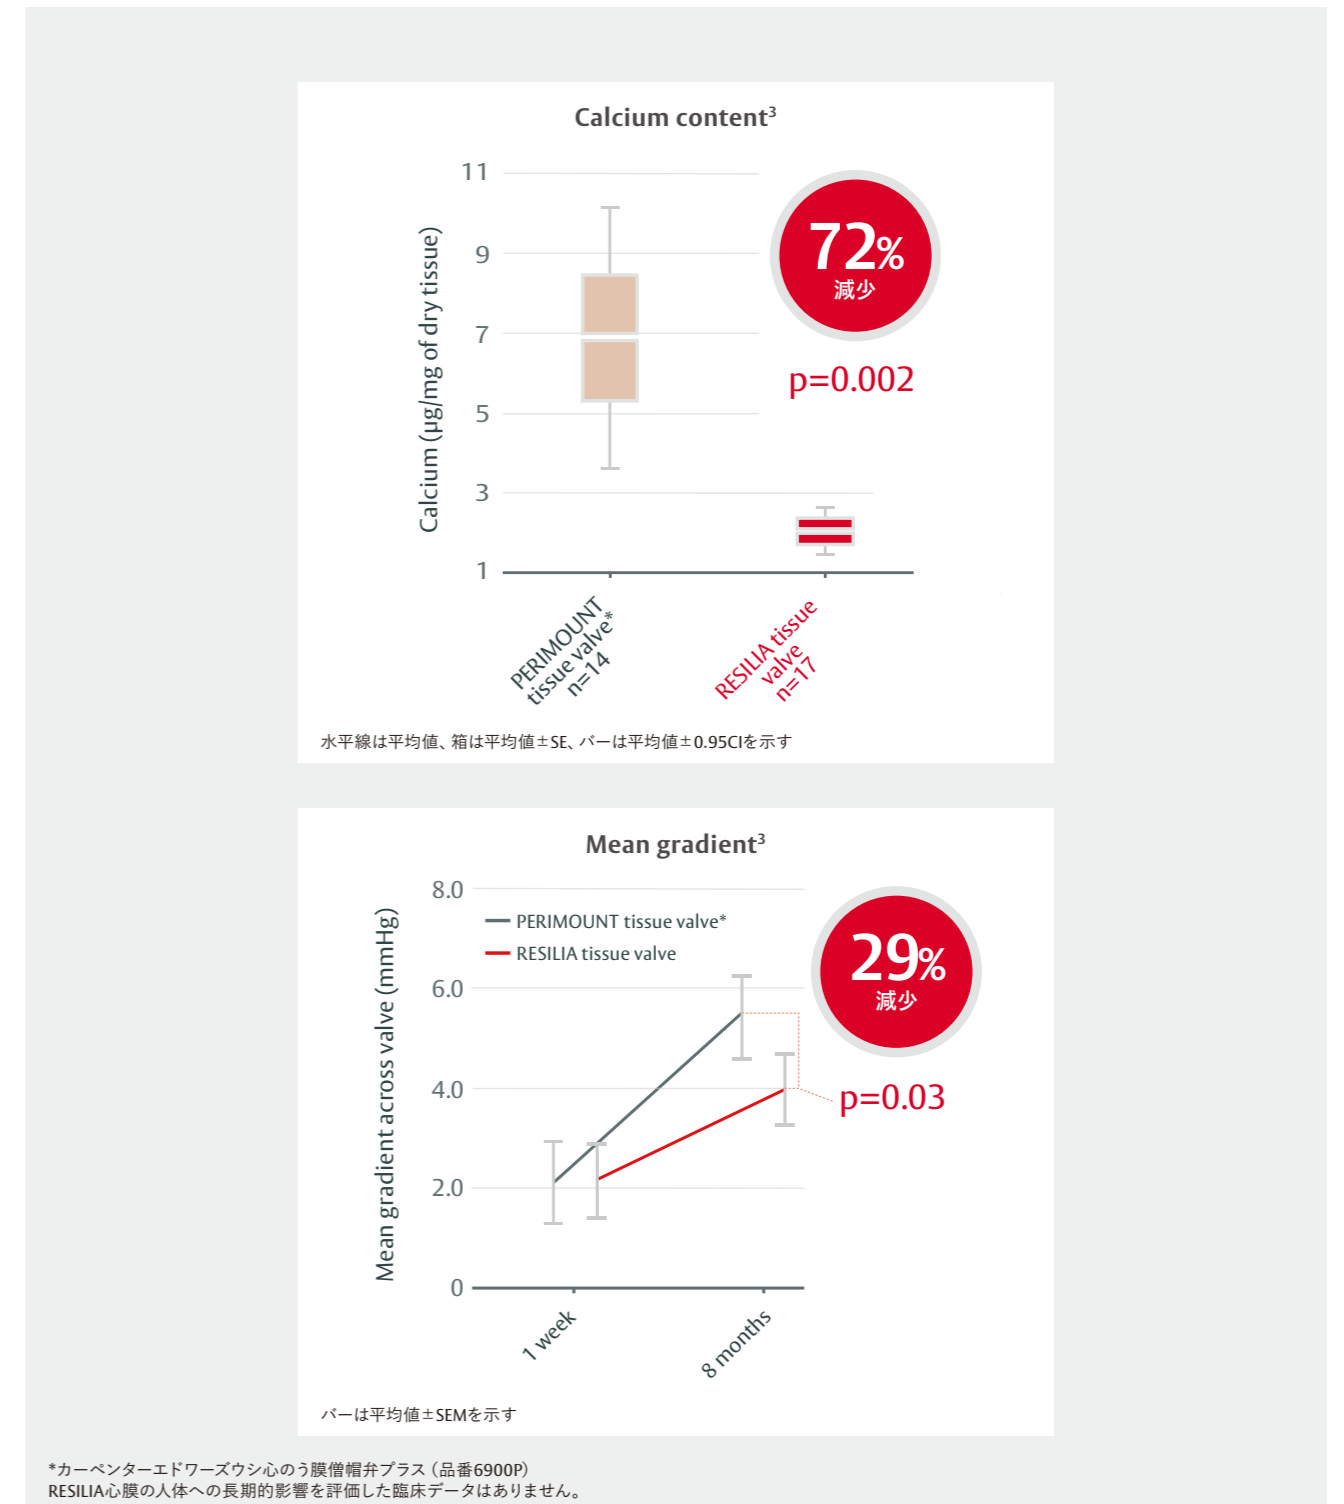 Calcium content³
11
9
7
5
3
1
Calcium (µg/mg of dry tissue)
72%
減少
p=0.002
PERIMOUNT
tissue valve*
n=14
RESILIA tissue
valve
n=17
水平線は平均値、箱は平均値±SE、バーは平均値±0.95CIを示す
Mean gradient³
8.0
6.0
4.0
2.0
0
Mean gradient across valve (mmHg)
PERIMOUNT tissue valve*
RESILIA tissue valve
29%
減少
p=0.03
1 week
8 months
バーは平均値±SEMを示す
*カーペンターエドワーズウシ心のう膜僧帽弁プラス（品番6900P）
RESILIA心膜の人体への長期的影響を評価した臨床データはありません。